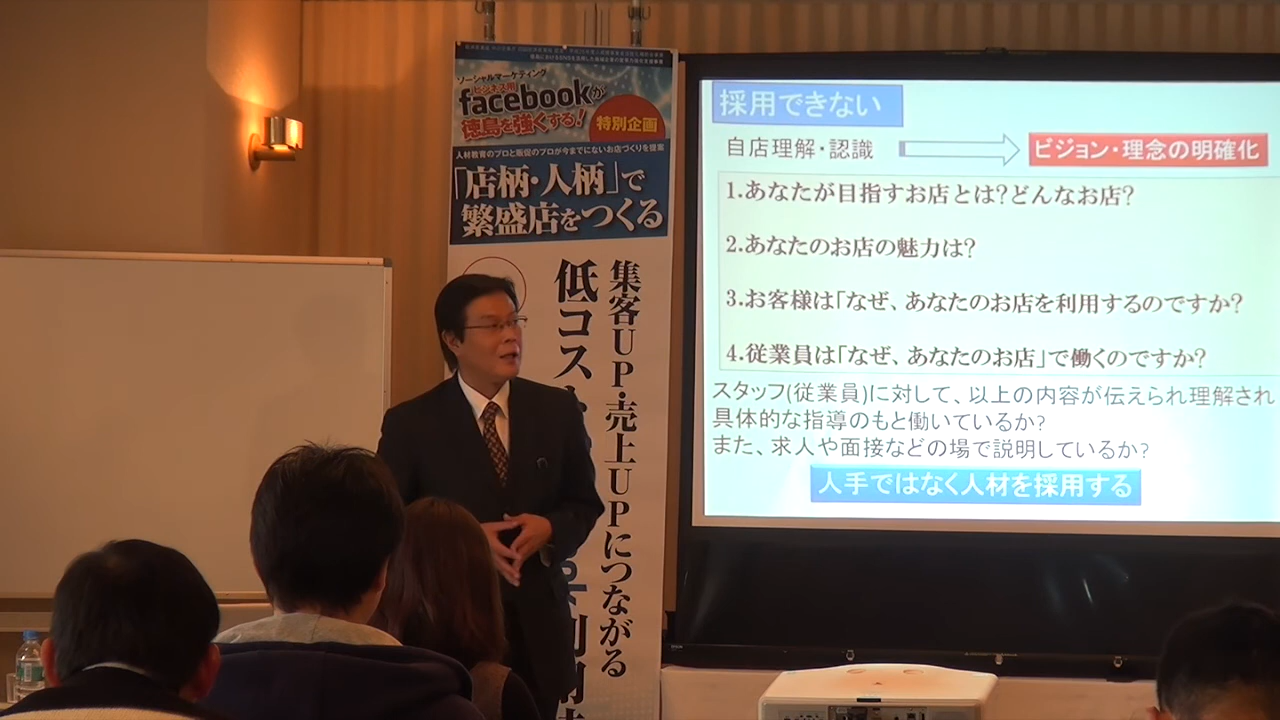 ソーシャルマーケティング
ビジネス用
facebookが
徳島を強くする!
特別企画
人材教育のプロと販促のプロが今までにないお店づくりを提案
「店柄・人柄」で
繁盛店をつくる
集客UP・売上UPにつながる
低コス
採用できない
自店理解・認識
ビジョン・理念の明確化
1.あなたが目指すお店とは?どんなお店?
2.あなたのお店の魅力は?
3.お客様は「なぜ、あなたのお店を利用するのですか?
4.従業員は「なぜ、あなたのお店」で働くのですか?
スタッフ(従業員)に対して、以上の内容が伝えられ理解され
具体的な指導のもと働いているか?
また、求人や面接などの場で説明しているか?
人手ではなく人材を採用する